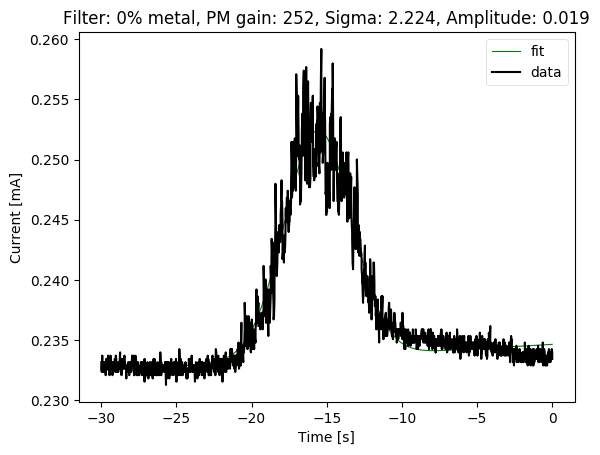 Filter: 0% metal, PM gain: 252, Sigma: 2.224, Amplitude: 0.019
fit
data
0.260
0.255
0.250
0.245
0.240
0.235
0.230
Current [mA]
−30
−25
−20
−15
−10
−5
0
Time [s]